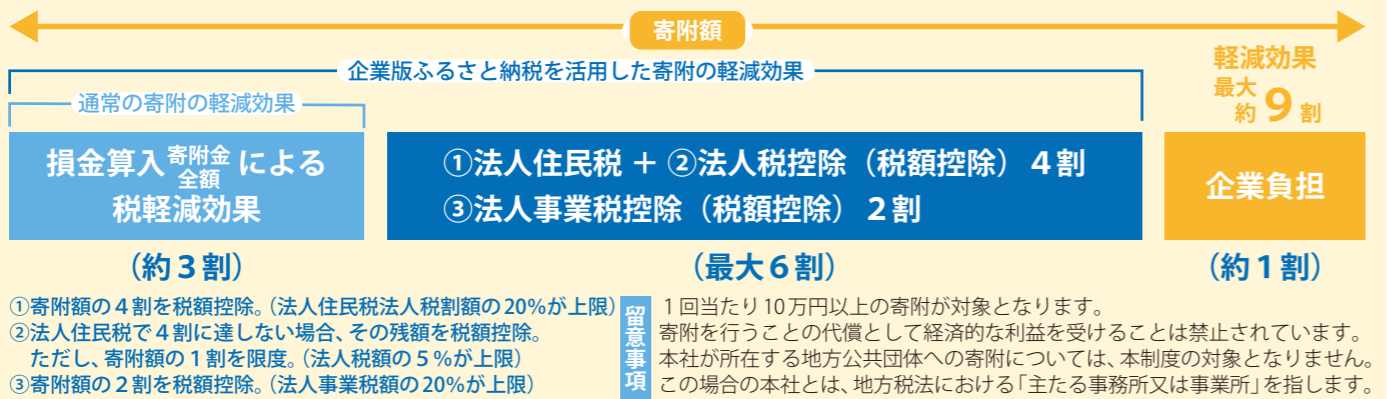 寄附額
企業版ふるさと納税を活用した寄附の軽減効果
通常の寄附の軽減効果
軽減効果
最大
約9割
損金算入寄附金全額による
税軽減効果
①法人住民税 + ②法人税控除（税額控除）4割
③法人事業税控除（税額控除）2割
企業負担
（約3割）
（最大6割）
（約1割）
①寄附額の4割を税額控除。（法人住民税法人税割額の20%が上限）
②法人住民税で4割に達しない場合、その残額を税額控除。
ただし、寄附額の1割を限度。（法人税額の5%が上限）
③寄附額の2割を税額控除。（法人事業税額の20%が上限）
留意事項
1回当たり10万円以上の寄附が対象となります。
寄附を行うことの代償として経済的な利益を受けることは禁止されています。
本社が所在する地方公共団体への寄附については、本制度の対象となりません。
この場合の本社とは、地方税法における「主たる事務所又は事業所」を指します。